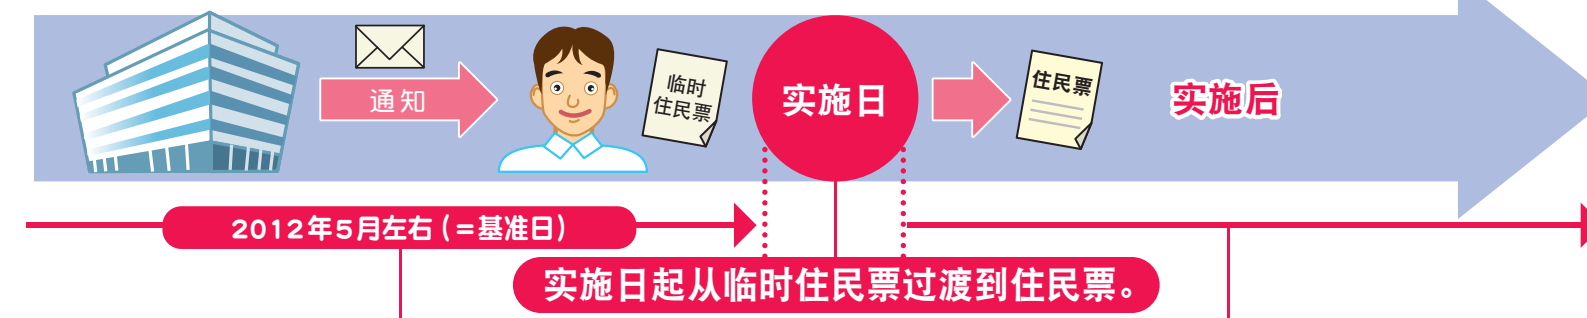 通知
临时
住民票
实施日
住民票
实施后
2012年5月左右（=基准日）
实施日起从临时住民票过渡到住民票。